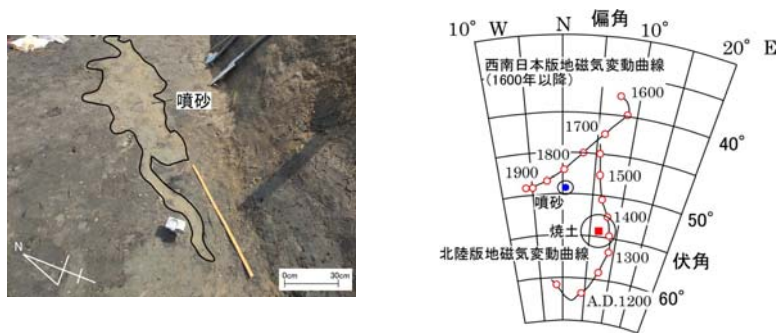 噴砂
N
0cm 30cm
10° W N 偏角 10° E 20°
西南日本版地磁気変動曲線
(1600年以降)
1600
1700
40°
1800
1900
1500
噴砂
1400
50°
焼土
北陸版地磁気変動曲線
1300
伏角
A.D.1200
60°